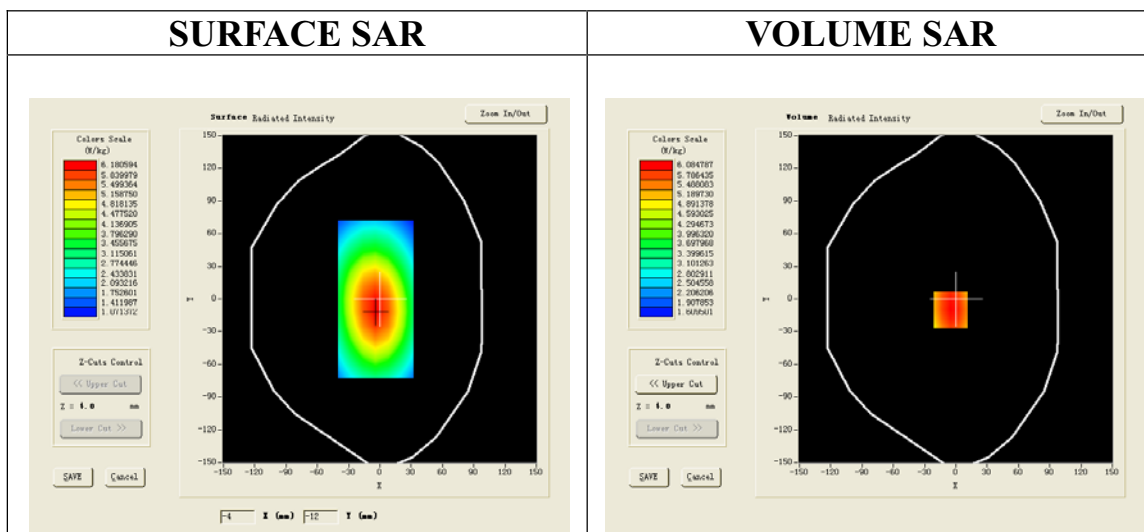 SURFACE SAR
VOLUME SAR
Surface Radiated Intensity
Zoom In/Out
Colors Scale
(W/kg)
6.180594
5.839979
5.499364
5.158750
4.818135
4.477520
4.136905
3.796290
3.455675
3.115061
2.774446
2.433831
2.093216
1.752601
1.411987
1.071372
150
120
90
60
30
0
-30
-60
-90
-120
-150
Y
-150 -120 -90 -60 -30 0 30 60 90 120 150
X
Z-Cuts Control
<< Upper Cut
Z = 4.0 mm
Lower Cut >>
SAVE Cancel
-4 X (mm) -12 Y (mm)
Volume Radiated Intensity
Zoom In/Out
Colors Scale
(W/kg)
6.084787
5.786435
5.488083
5.189730
4.891378
4.593025
4.294673
3.996320
3.697968
3.399615
3.101263
2.802911
2.504558
2.206206
1.907853
1.609501
150
120
90
60
30
0
-30
-60
-90
-120
-150
Y
-150 -120 -90 -60 -30 0 30 60 90 120 150
X
Z-Cuts Control
<< Upper Cut
Z = 4.0 mm
Lower Cut >>
SAVE Cancel